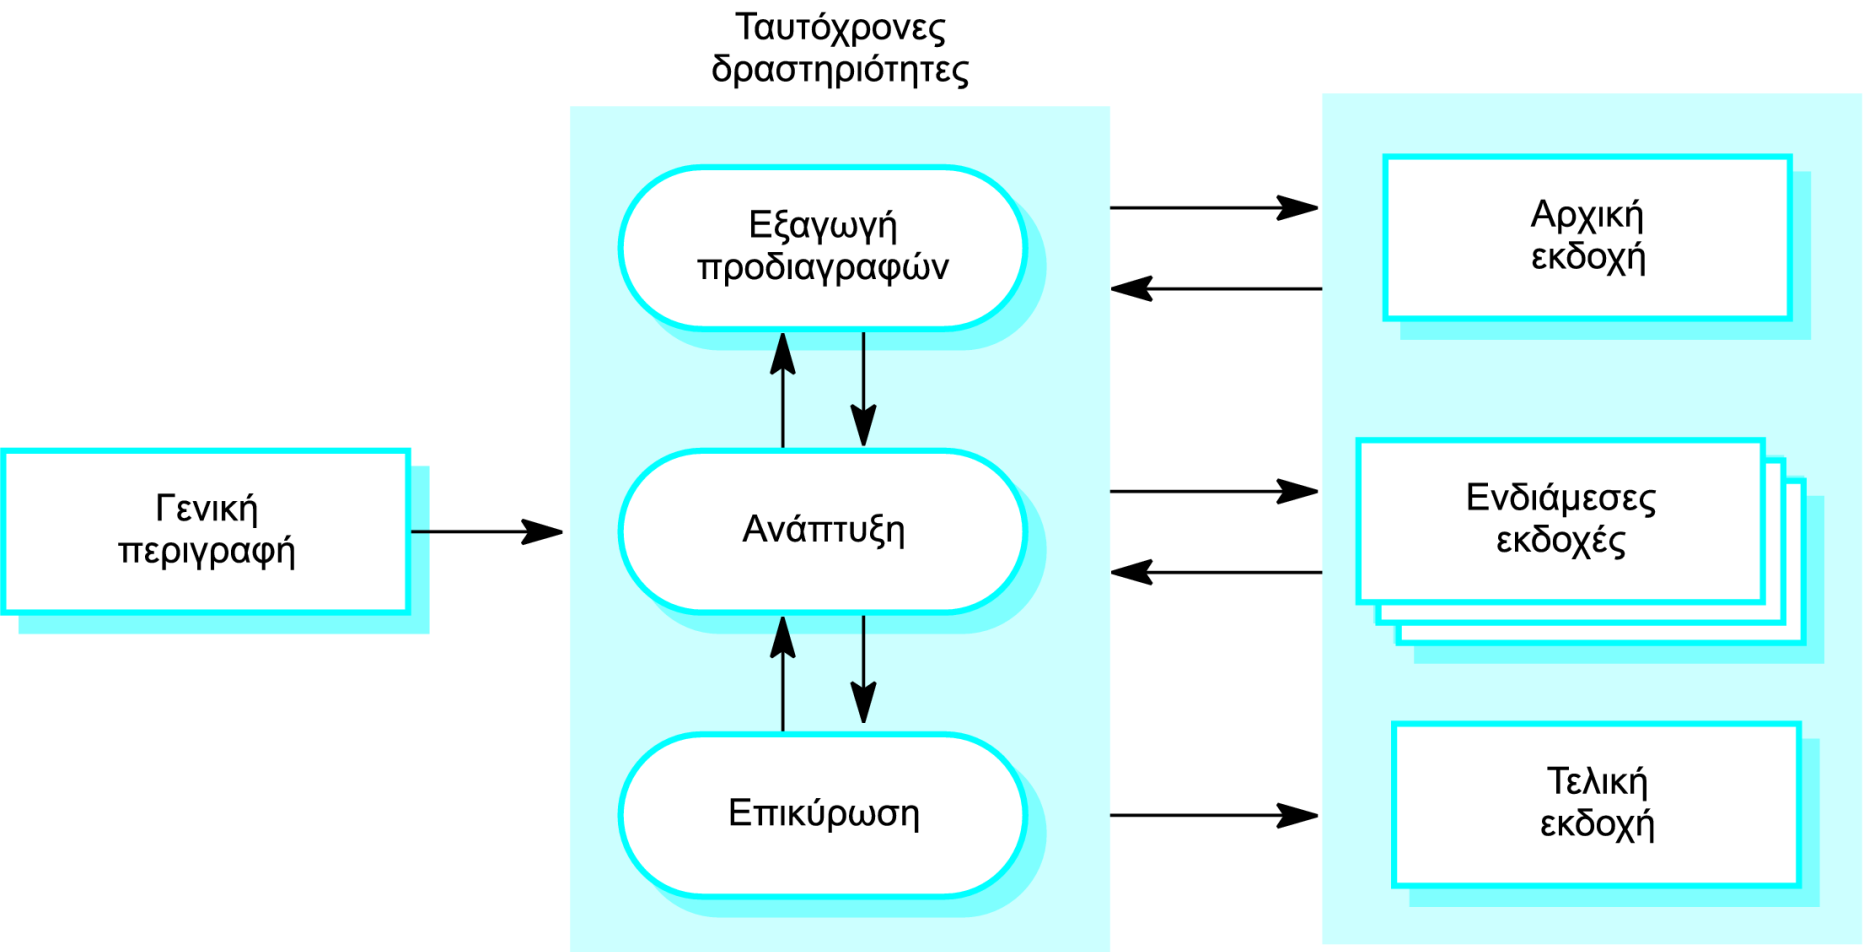 Ταυτόχρονες
δραστηριότητες
Εξαγωγή
προδιαγραφών
Αρχική
εκδοχή
Γενική
περιγραφή
Ανάπτυξη
Ενδιάμεσες
εκδοχές
Επικύρωση
Τελική
εκδοχή